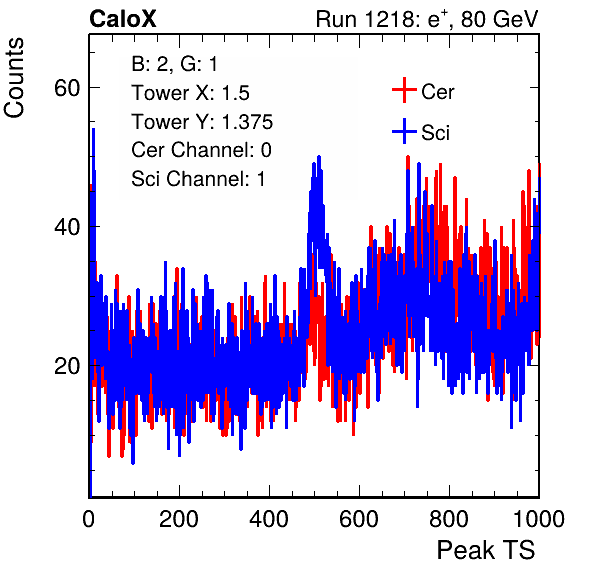 CaloX Run 1218: e⁺, 80 GeV
Counts
B: 2, G: 1
Tower X: 1.5
Tower Y: 1.375
Cer Channel: 0
Sci Channel: 1
Cer
Sci
60
40
20
0 200 400 600 800 1000
Peak TS